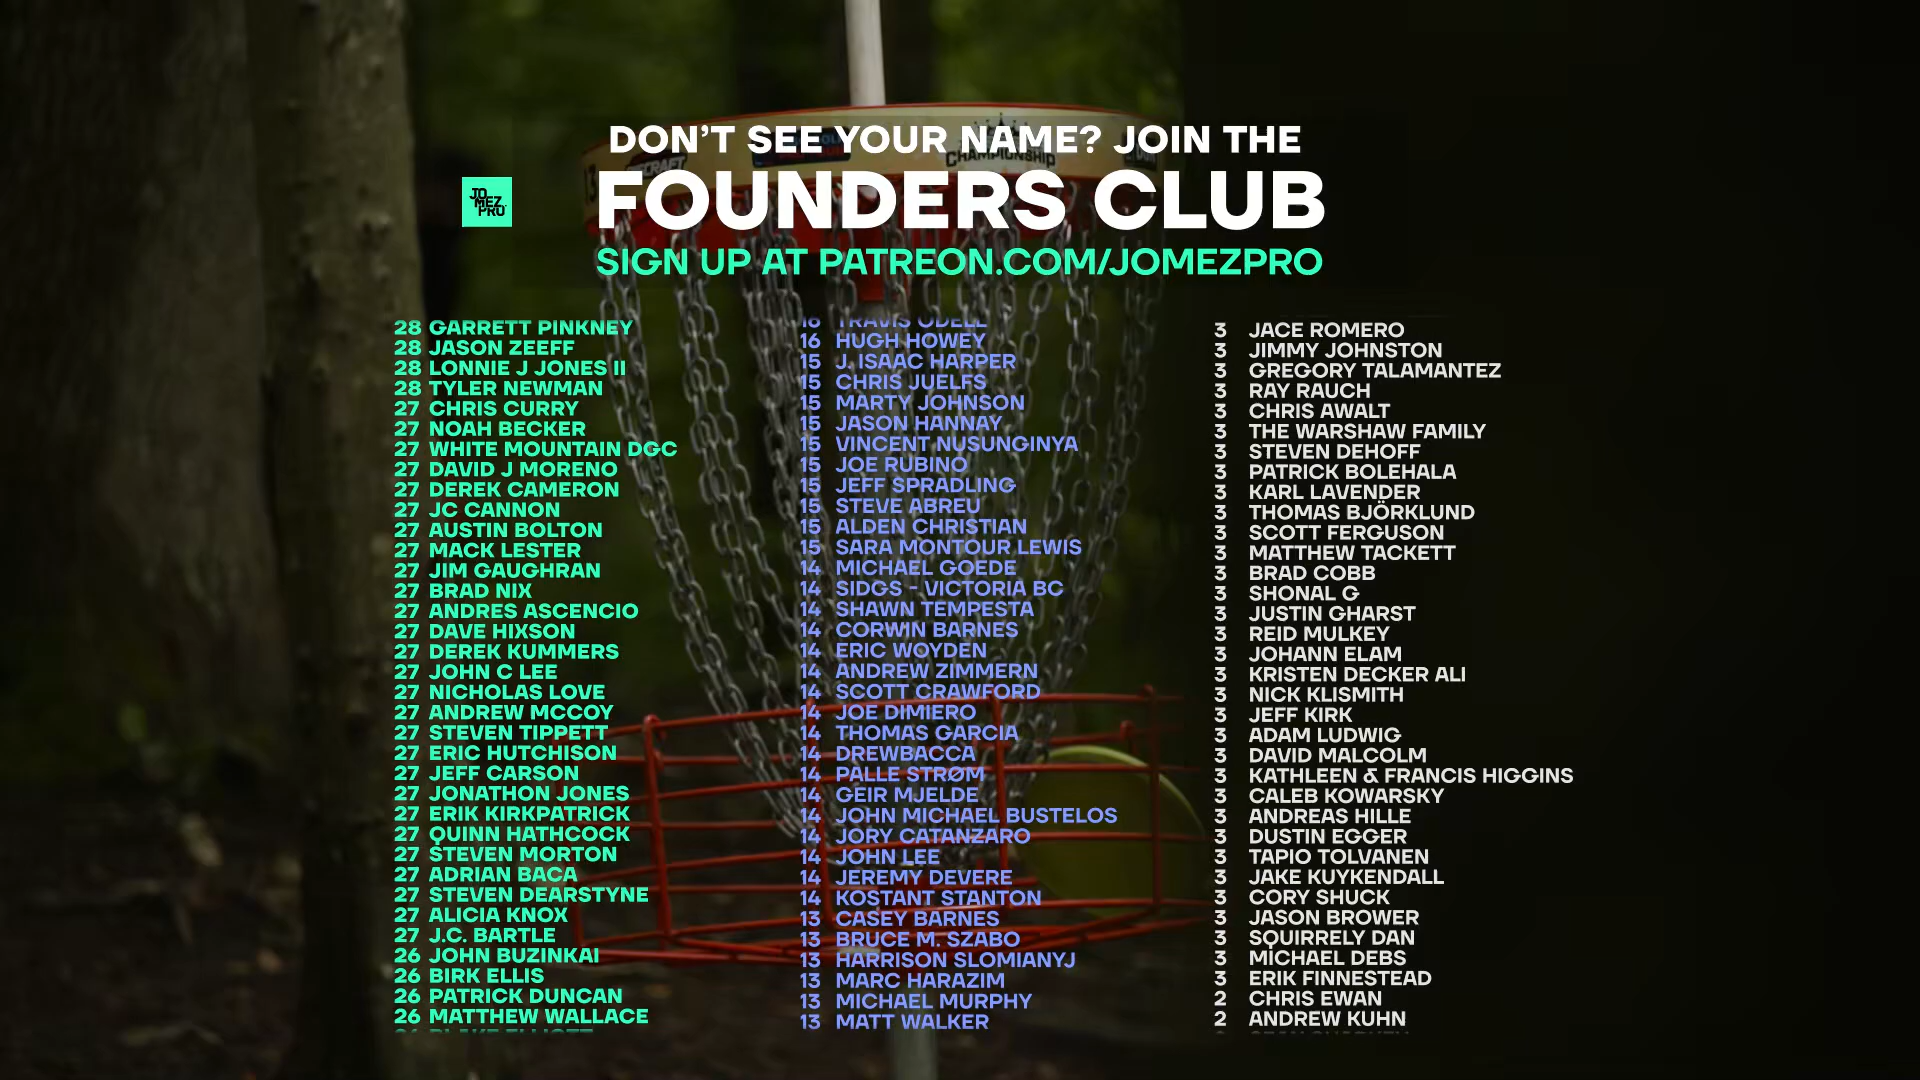 DON'T SEE YOUR NAME? JOIN THE
FOUNDERS CLUB
SIGN UP AT PATREON.COM/JOMEZPRO
JO
MEZ
PRO
CHAMPIONSHIP
28 GARRETT PINKNEY
28 JASON ZEEFF
28 LONNIE J JONES II
28 TYLER NEWMAN
27 CHRIS CURRY
27 NOAH BECKER
27 WHITE MOUNTAIN DGC
27 DAVID J MORENO
27 DEREK CAMERON
27 JC CANNON
27 AUSTIN BOLTON
27 MACK LESTER
27 JIM GAUGHRAN
27 BRAD NIX
27 ANDRES ASCENCIO
27 DAVE HIXSON
27 DEREK KUMMERS
27 JOHN C LEE
27 NICHOLAS LOVE
27 ANDREW MCCOY
27 STEVEN TIPPETT
27 ERIC HUTCHISON
27 JEFF CARSON
27 JONATHON JONES
27 ERIK KIRKPATRICK
27 QUINN HATHCOCK
27 STEVEN MORTON
27 ADRIAN BACA
27 STEVEN DEARSTYNE
27 ALICIA KNOX
27 J.C. BARTLE
26 JOHN BUZINKAI
26 BIRK ELLIS
26 PATRICK DUNCAN
26 MATTHEW WALLACE
16 TRAVIS ODELL
16 HUGH HOWEY
15 J. ISAAC HARPER
15 CHRIS JUELFS
15 MARTY JOHNSON
15 JASON HANNAY
15 VINCENT NUSUNGINYA
15 JOE RUBINO
15 JEFF SPRADLING
15 STEVE ABREU
15 ALDEN CHRISTIAN
15 SARA MONTOUR LEWIS
14 MICHAEL GOEDE
14 SIDGS - VICTORIA BC
14 SHAWN TEMPESTA
14 CORWIN BARNES
14 ERIC WOYDEN
14 ANDREW ZIMMERN
14 SCOTT CRAWFORD
14 JOE DIMIERO
14 THOMAS GARCIA
14 DREWBACCA
14 PALLE STRØM
14 GEIR MJELDE
14 JOHN MICHAEL BUSTELOS
14 JORY CATANZARO
14 JOHN LEE
14 JEREMY DEVERE
14 KOSTANT STANTON
13 CASEY BARNES
13 BRUCE M. SZABO
13 HARRISON SLOMIANYJ
13 MARC HARAZIM
13 MICHAEL MURPHY
13 MATT WALKER
3 JACE ROMERO
3 JIMMY JOHNSTON
3 GREGORY TALAMANTEZ
3 RAY RAUCH
3 CHRIS AWALT
3 THE WARSHAW FAMILY
3 STEVEN DEHOFF
3 PATRICK BOLEHALA
3 KARL LAVENDER
3 THOMAS BJÖRKLUND
3 SCOTT FERGUSON
3 MATTHEW TACKETT
3 BRAD COBB
3 SHONAL G
3 JUSTIN GHARST
3 REID MULKEY
3 JOHANN ELAM
3 KRISTEN DECKER ALI
3 NICK KLISMITH
3 JEFF KIRK
3 ADAM LUDWIG
3 DAVID MALCOLM
3 KATHLEEN & FRANCIS HIGGINS
3 CALEB KOWARSKY
3 ANDREAS HILLE
3 DUSTIN EGGER
3 TAPIO TOLVANEN
3 JAKE KUYKENDALL
3 CORY SHUCK
3 JASON BROWER
3 SQUIRRELY DAN
3 MICHAEL DEBS
3 ERIK FINNESTEAD
2 CHRIS EWAN
2 ANDREW KUHN